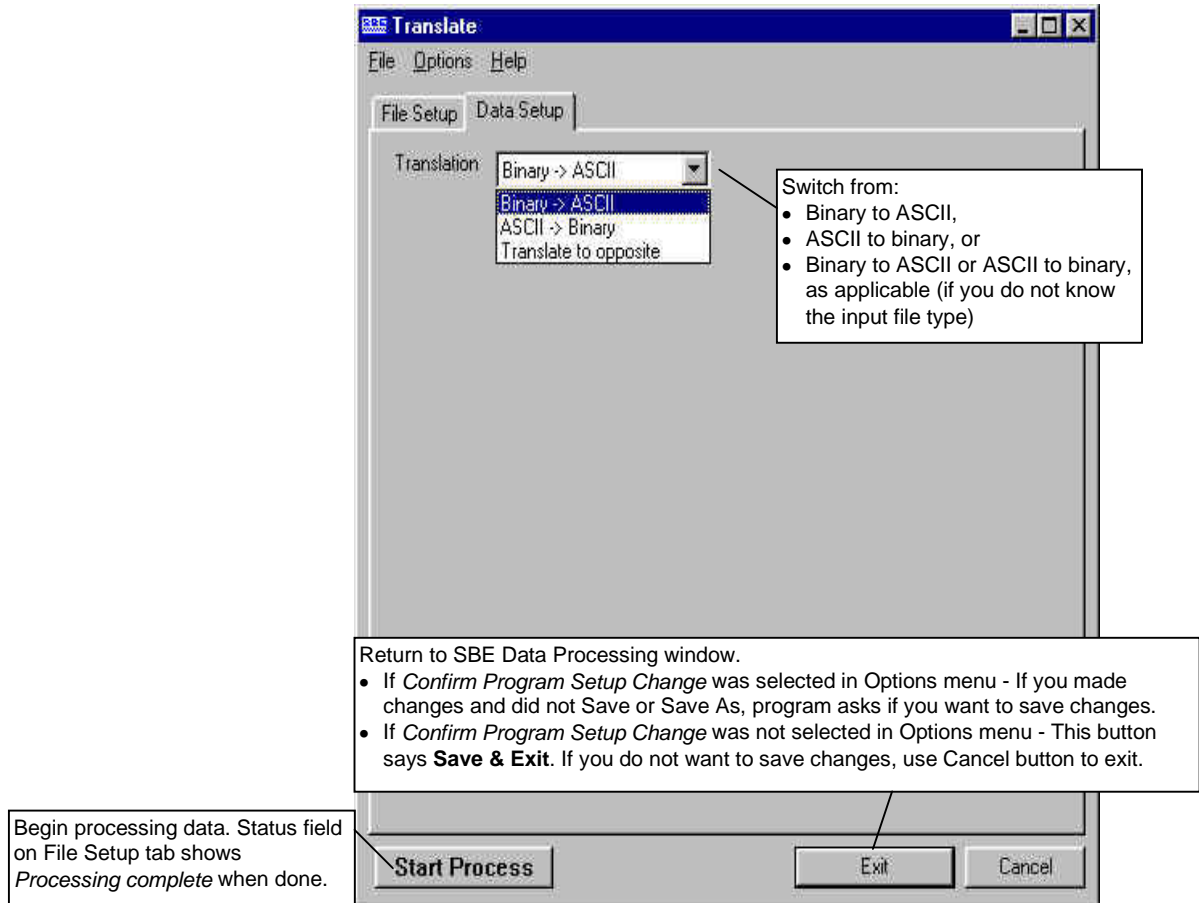 SBE Translate
File Options Help
File Setup Data Setup
Translation Binary -> ASCII
Binary -> ASCII
ASCII -> Binary
Translate to opposite
Switch from:
• Binary to ASCII,
• ASCII to binary, or
• Binary to ASCII or ASCII to binary,
as applicable (if you do not know
the input file type)
Return to SBE Data Processing window.
• If Confirm Program Setup Change was selected in Options menu - If you made
changes and did not Save or Save As, program asks if you want to save changes.
• If Confirm Program Setup Change was not selected in Options menu - This button
says Save & Exit. If you do not want to save changes, use Cancel button to exit.
Begin processing data. Status field
on File Setup tab shows
Processing complete when done.
Start Process Exit Cancel